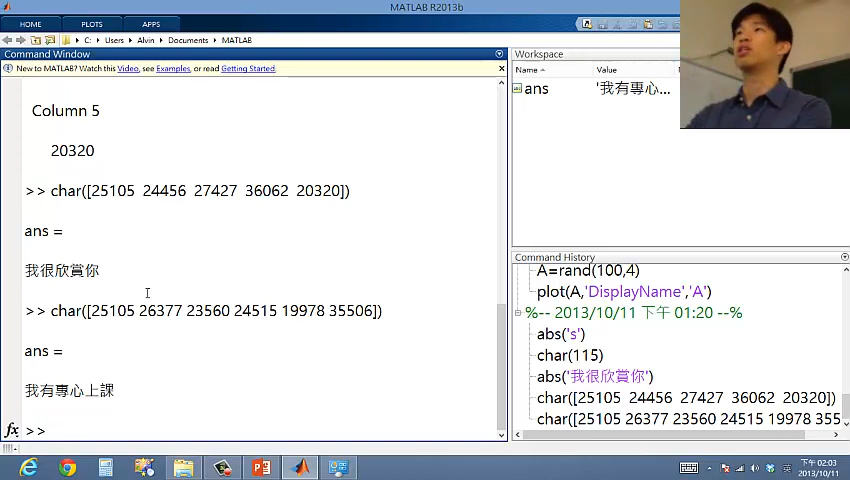 MATLAB R2013b
HOME PLOTS APPS
C: Users Alvin Documents MATLAB
Command Window
New to MATLAB? Watch this Video, see Examples, or read Getting Started.
Column 5
20320
>> char([25105 24456 27427 36062 20320])
ans =
我很欣賞你
>> char([25105 26377 23560 24515 19978 35506])
ans =
我有專心上課
fx >>
Workspace
Name Value
ans '我有專心...
Command History
A=rand(100,4)
plot(A,'DisplayName','A')
%-- 2013/10/11 下午 01:20 --%
abs('s')
char(115)
abs('我很欣賞你')
char([25105 24456 27427 36062 20320])
char([25105 26377 23560 24515 19978 355
英
下午 02:03
2013/10/11